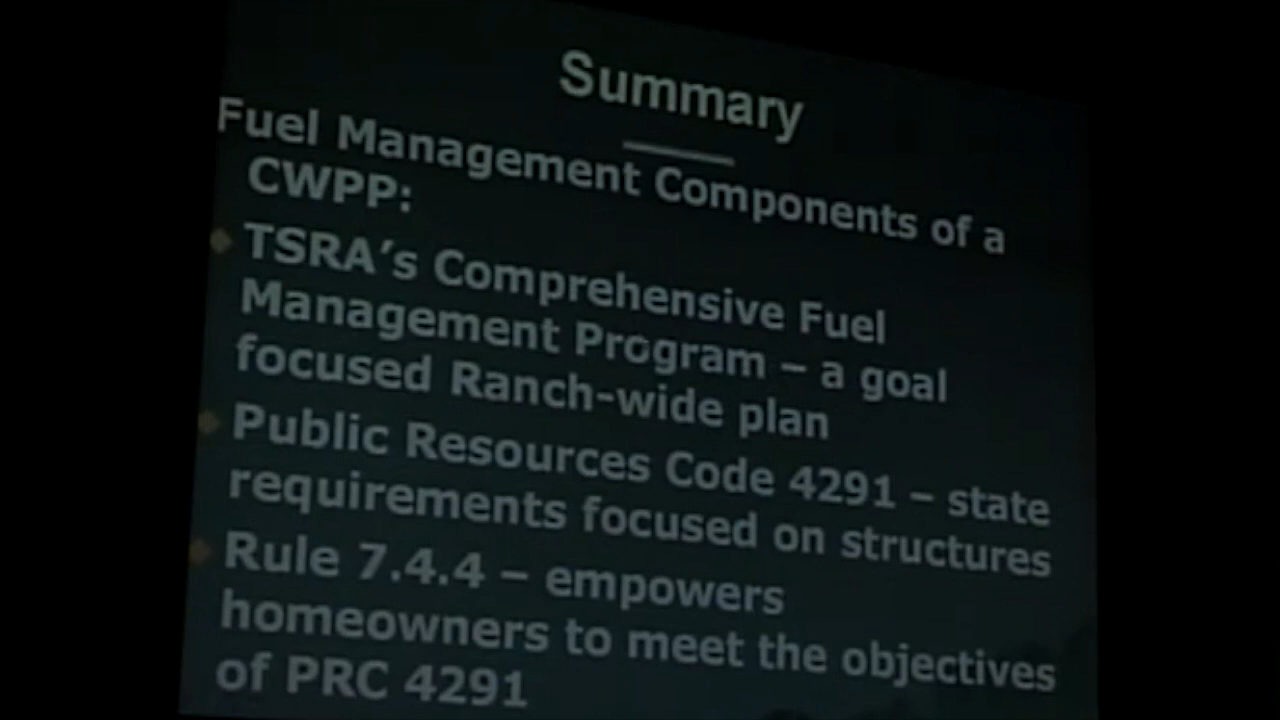 Summary
Fuel Management Components of a
CWPP:
TSRA's Comprehensive Fuel
Management Program – a goal
focused Ranch-wide plan
Public Resources Code 4291 – state
requirements focused on structures
Rule 7.4.4 – empowers
homeowners to meet the objectives
of PRC 4291